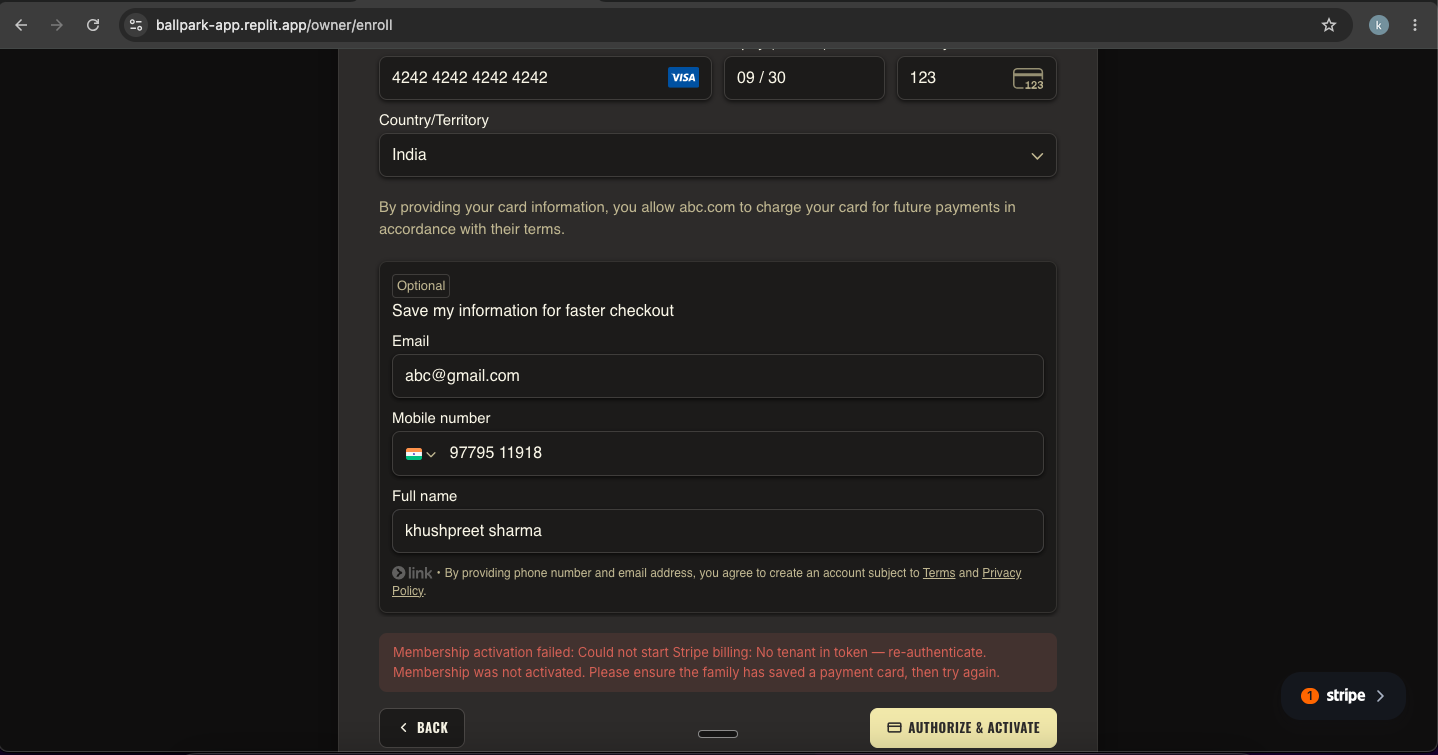 ballpark-app.replit.app/owner/enroll
k
4242 4242 4242 4242 VISA 09 / 30 123 123
Country/Territory
India
By providing your card information, you allow abc.com to charge your card for future payments in
accordance with their terms.
Optional
Save my information for faster checkout
Email
abc@gmail.com
Mobile number
97795 11918
Full name
khushpreet sharma
link • By providing phone number and email address, you agree to create an account subject to Terms and Privacy
Policy.
Membership activation failed: Could not start Stripe billing: No tenant in token — re-authenticate.
Membership was not activated. Please ensure the family has saved a payment card, then try again.
1 stripe
BACK AUTHORIZE & ACTIVATE